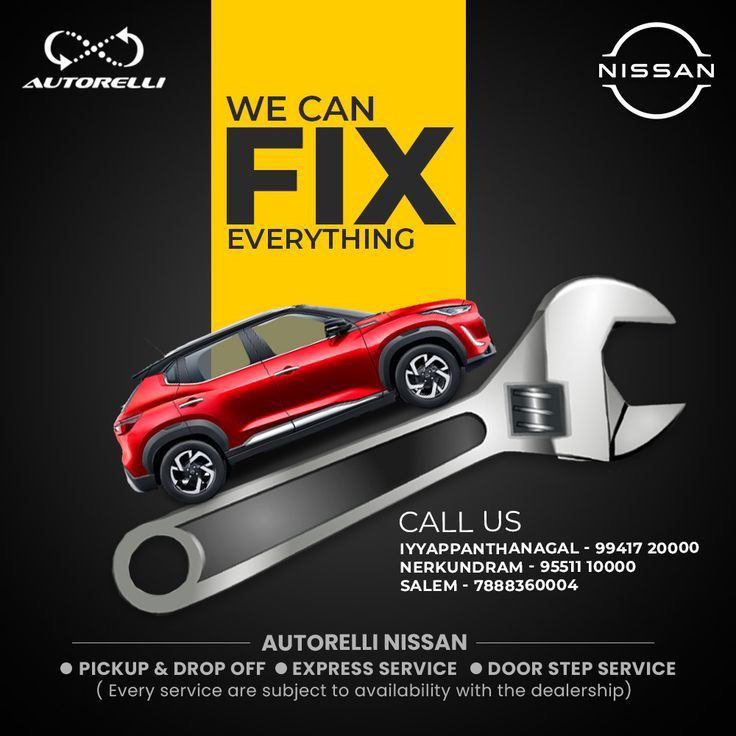 AUTORELLI
NISSAN
WE CAN
FIX
EVERYTHING
CALL US
IYYAPPANTHANAGAL - 99417 20000
NERKUNDRAM - 95511 10000
SALEM - 7888360004
AUTORELLI NISSAN
● PICKUP & DROP OFF ● EXPRESS SERVICE ● DOOR STEP SERVICE
( Every service are subject to availability with the dealership)